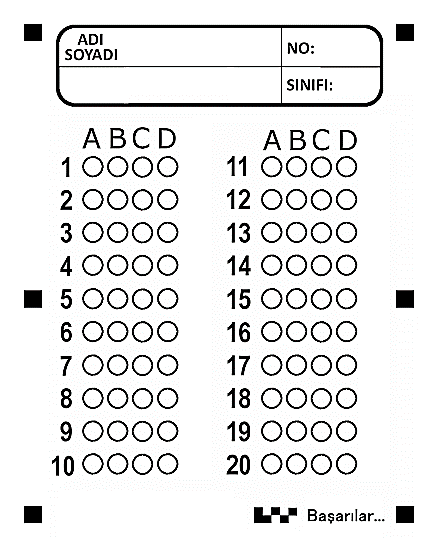 ADI
SOYADI
NO:
SINIFI:
A B C D
1
2
3
4
5
6
7
8
9
10
A B C D
11
12
13
14
15
16
17
18
19
20
Başarılar...